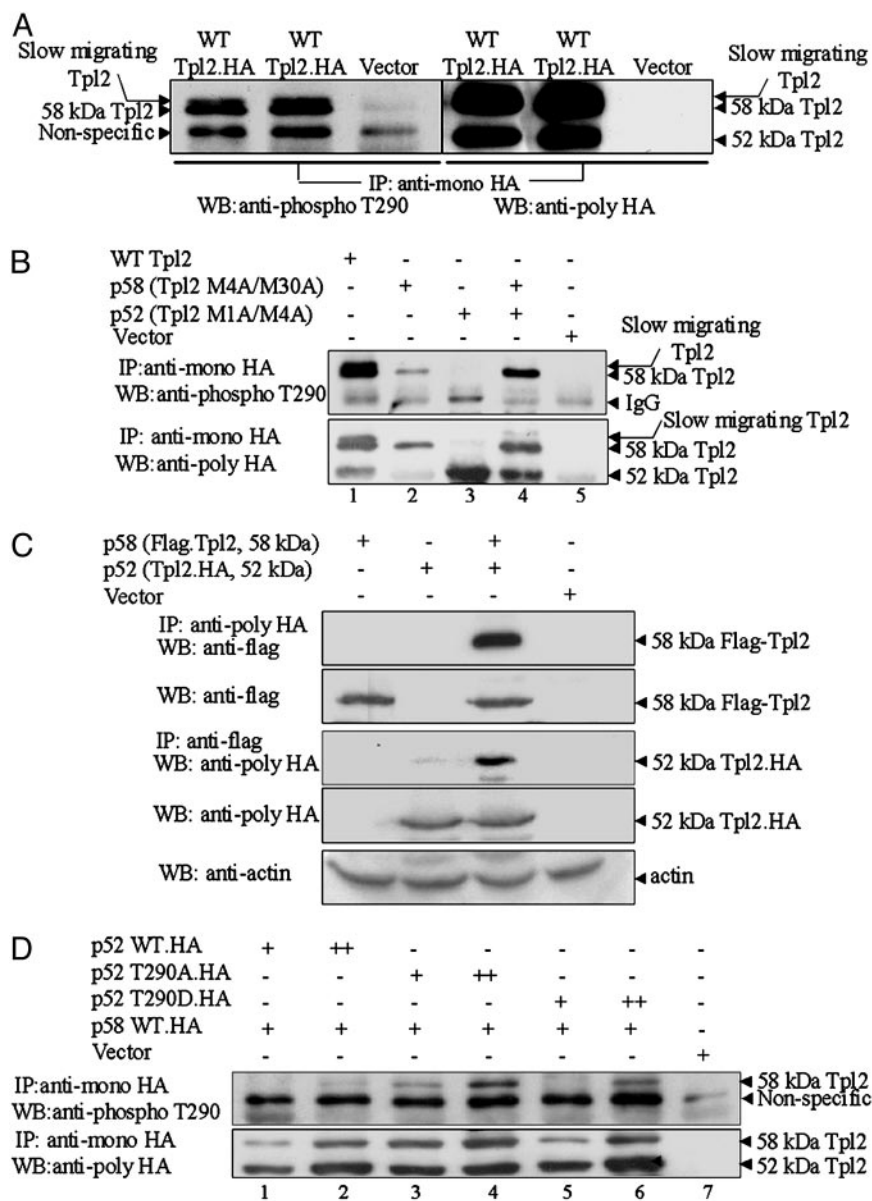 A
WT WT WT WT
Slow migrating Tpl2.HA Tpl2.HA Vector Tpl2.HA Tpl2.HA Vector Slow migrating
Tpl2 Tpl2
58 kDa Tpl2 58 kDa Tpl2
Non-specific 52 kDa Tpl2
IP: anti-mono HA
WB:anti-phospho T290 WB:anti-poly HA
B
WT Tpl2 + - - - -
p58 (Tpl2 M4A/M30A) - + - + -
p52 (Tpl2 M1A/M4A) - - + + -
Vector - - - - +
Slow migrating
Tpl2
IP:anti-mono HA 58 kDa Tpl2
WB:anti-phospho T290 IgG
IP: anti-mono HA Slow migrating Tpl2
WB:anti-poly HA 58 kDa Tpl2
52 kDa Tpl2
1 2 3 4 5
C
p58 (Flag.Tpl2, 58 kDa) + - + -
p52 (Tpl2.HA, 52 kDa) - + + -
Vector - - - +
IP: anti-poly HA
WB: anti-flag 58 kDa Flag-Tpl2
WB: anti-flag 58 kDa Flag-Tpl2
IP: anti-flag
WB: anti-poly HA 52 kDa Tpl2.HA
WB: anti-poly HA 52 kDa Tpl2.HA
WB: anti-actin actin
D
p52 WT.HA + ++ - - - - -
p52 T290A.HA - - + ++ - - -
p52 T290D.HA - - - - + ++ -
p58 WT.HA + + + + + + -
Vector - - - - - - +
IP:anti-mono HA 58 kDa Tpl2
WB:anti-phospho T290 Non-specific
IP: anti-mono HA 58 kDa Tpl2
WB:anti-poly HA 52 kDa Tpl2
1 2 3 4 5 6 7